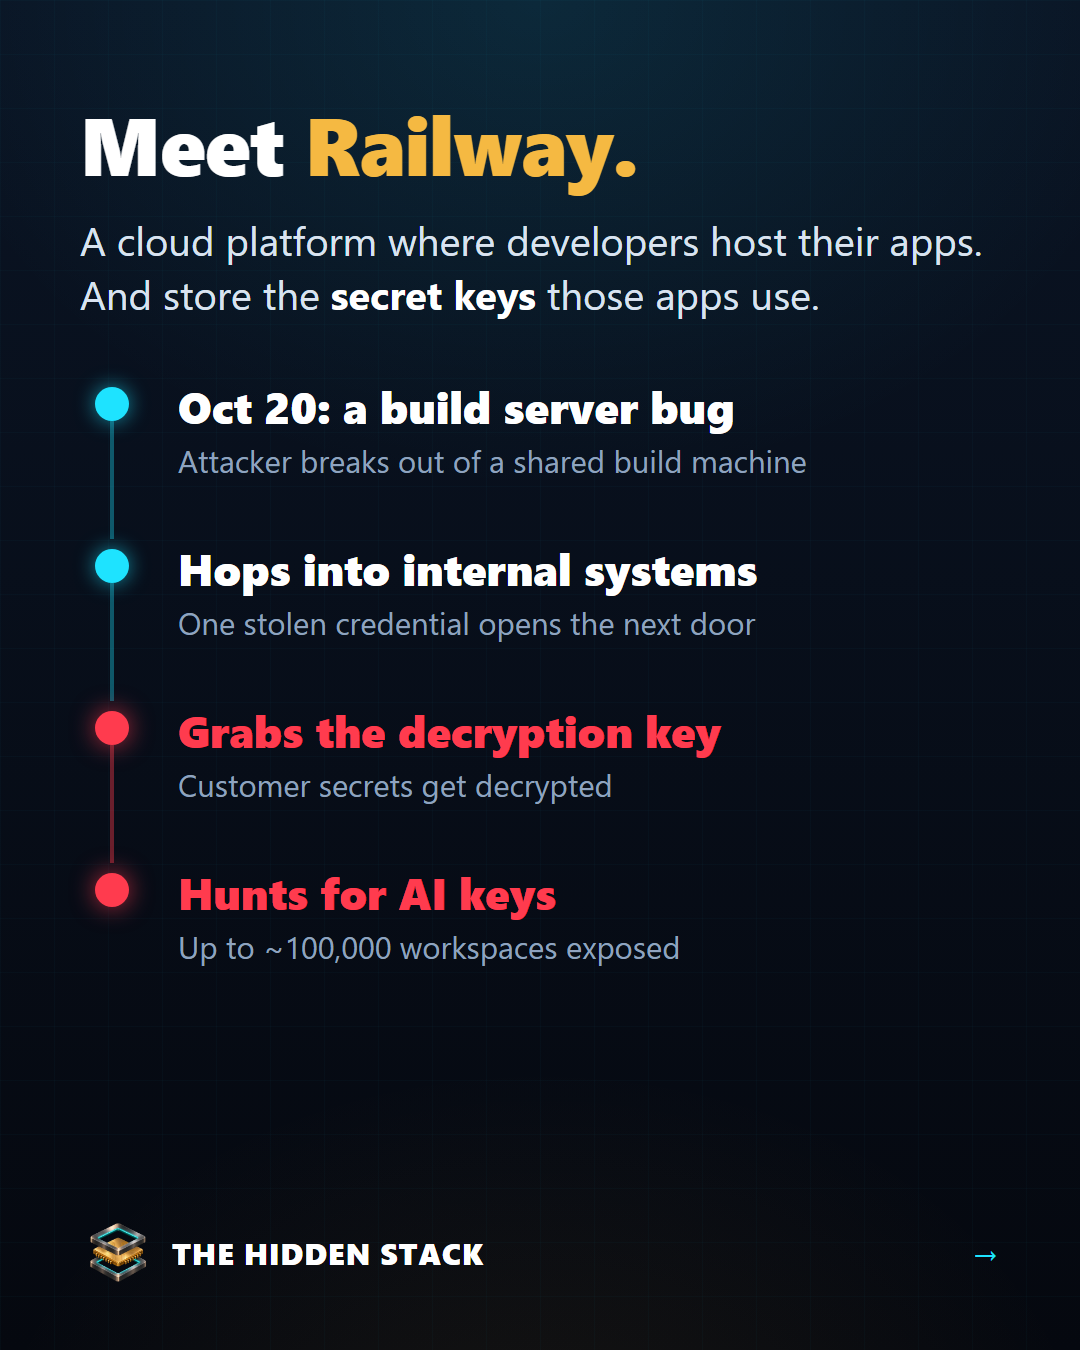 Meet Railway.
A cloud platform where developers host their apps.
And store the secret keys those apps use.
Oct 20: a build server bug
Attacker breaks out of a shared build machine
Hops into internal systems
One stolen credential opens the next door
Grabs the decryption key
Customer secrets get decrypted
Hunts for AI keys
Up to ~100,000 workspaces exposed
THE HIDDEN STACK →